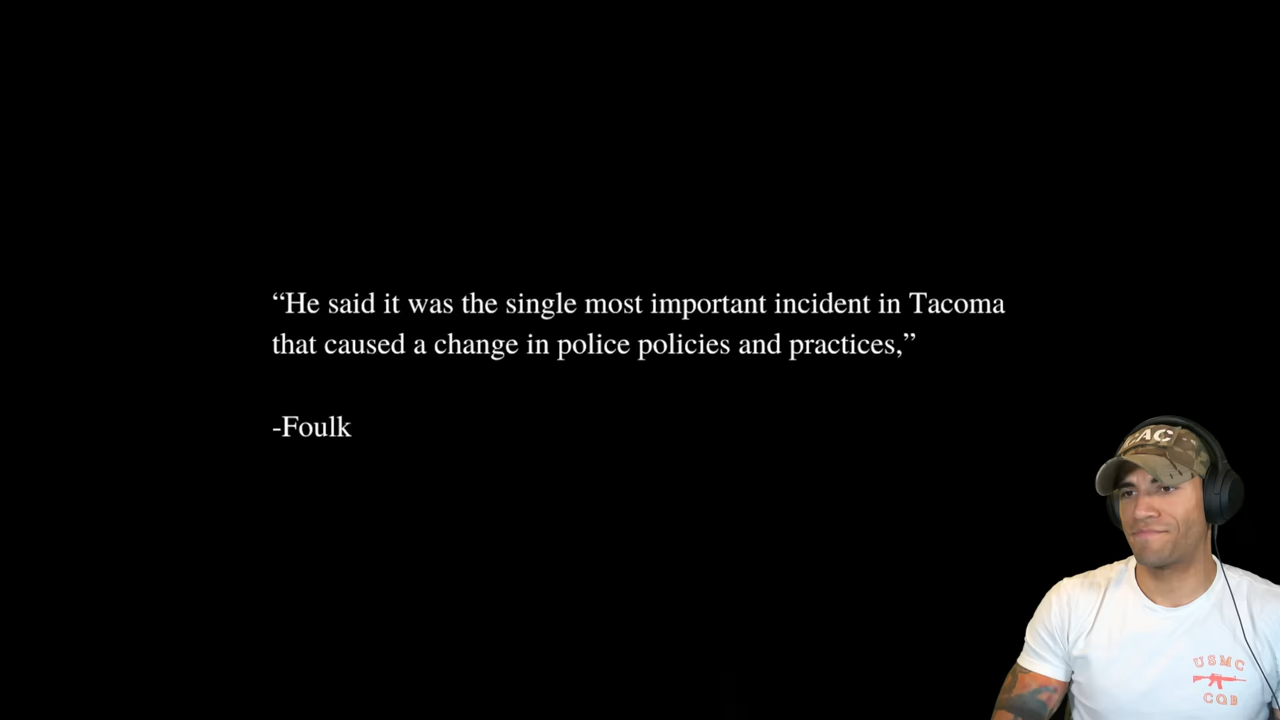 “He said it was the single most important incident in Tacoma
that caused a change in police policies and practices,”
-Foulk
CAC
USMC
CQB